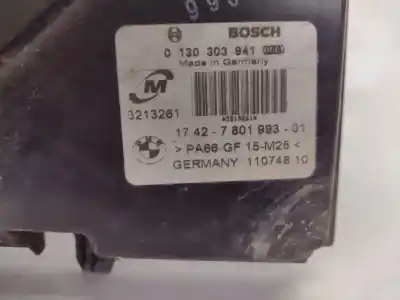 BOSCH
0 130 303 941
Made in Germany
M
3213261
17 42-7 801 993-01
BMW
>PA66-GF 15-M25<
GERMANY 110748 10